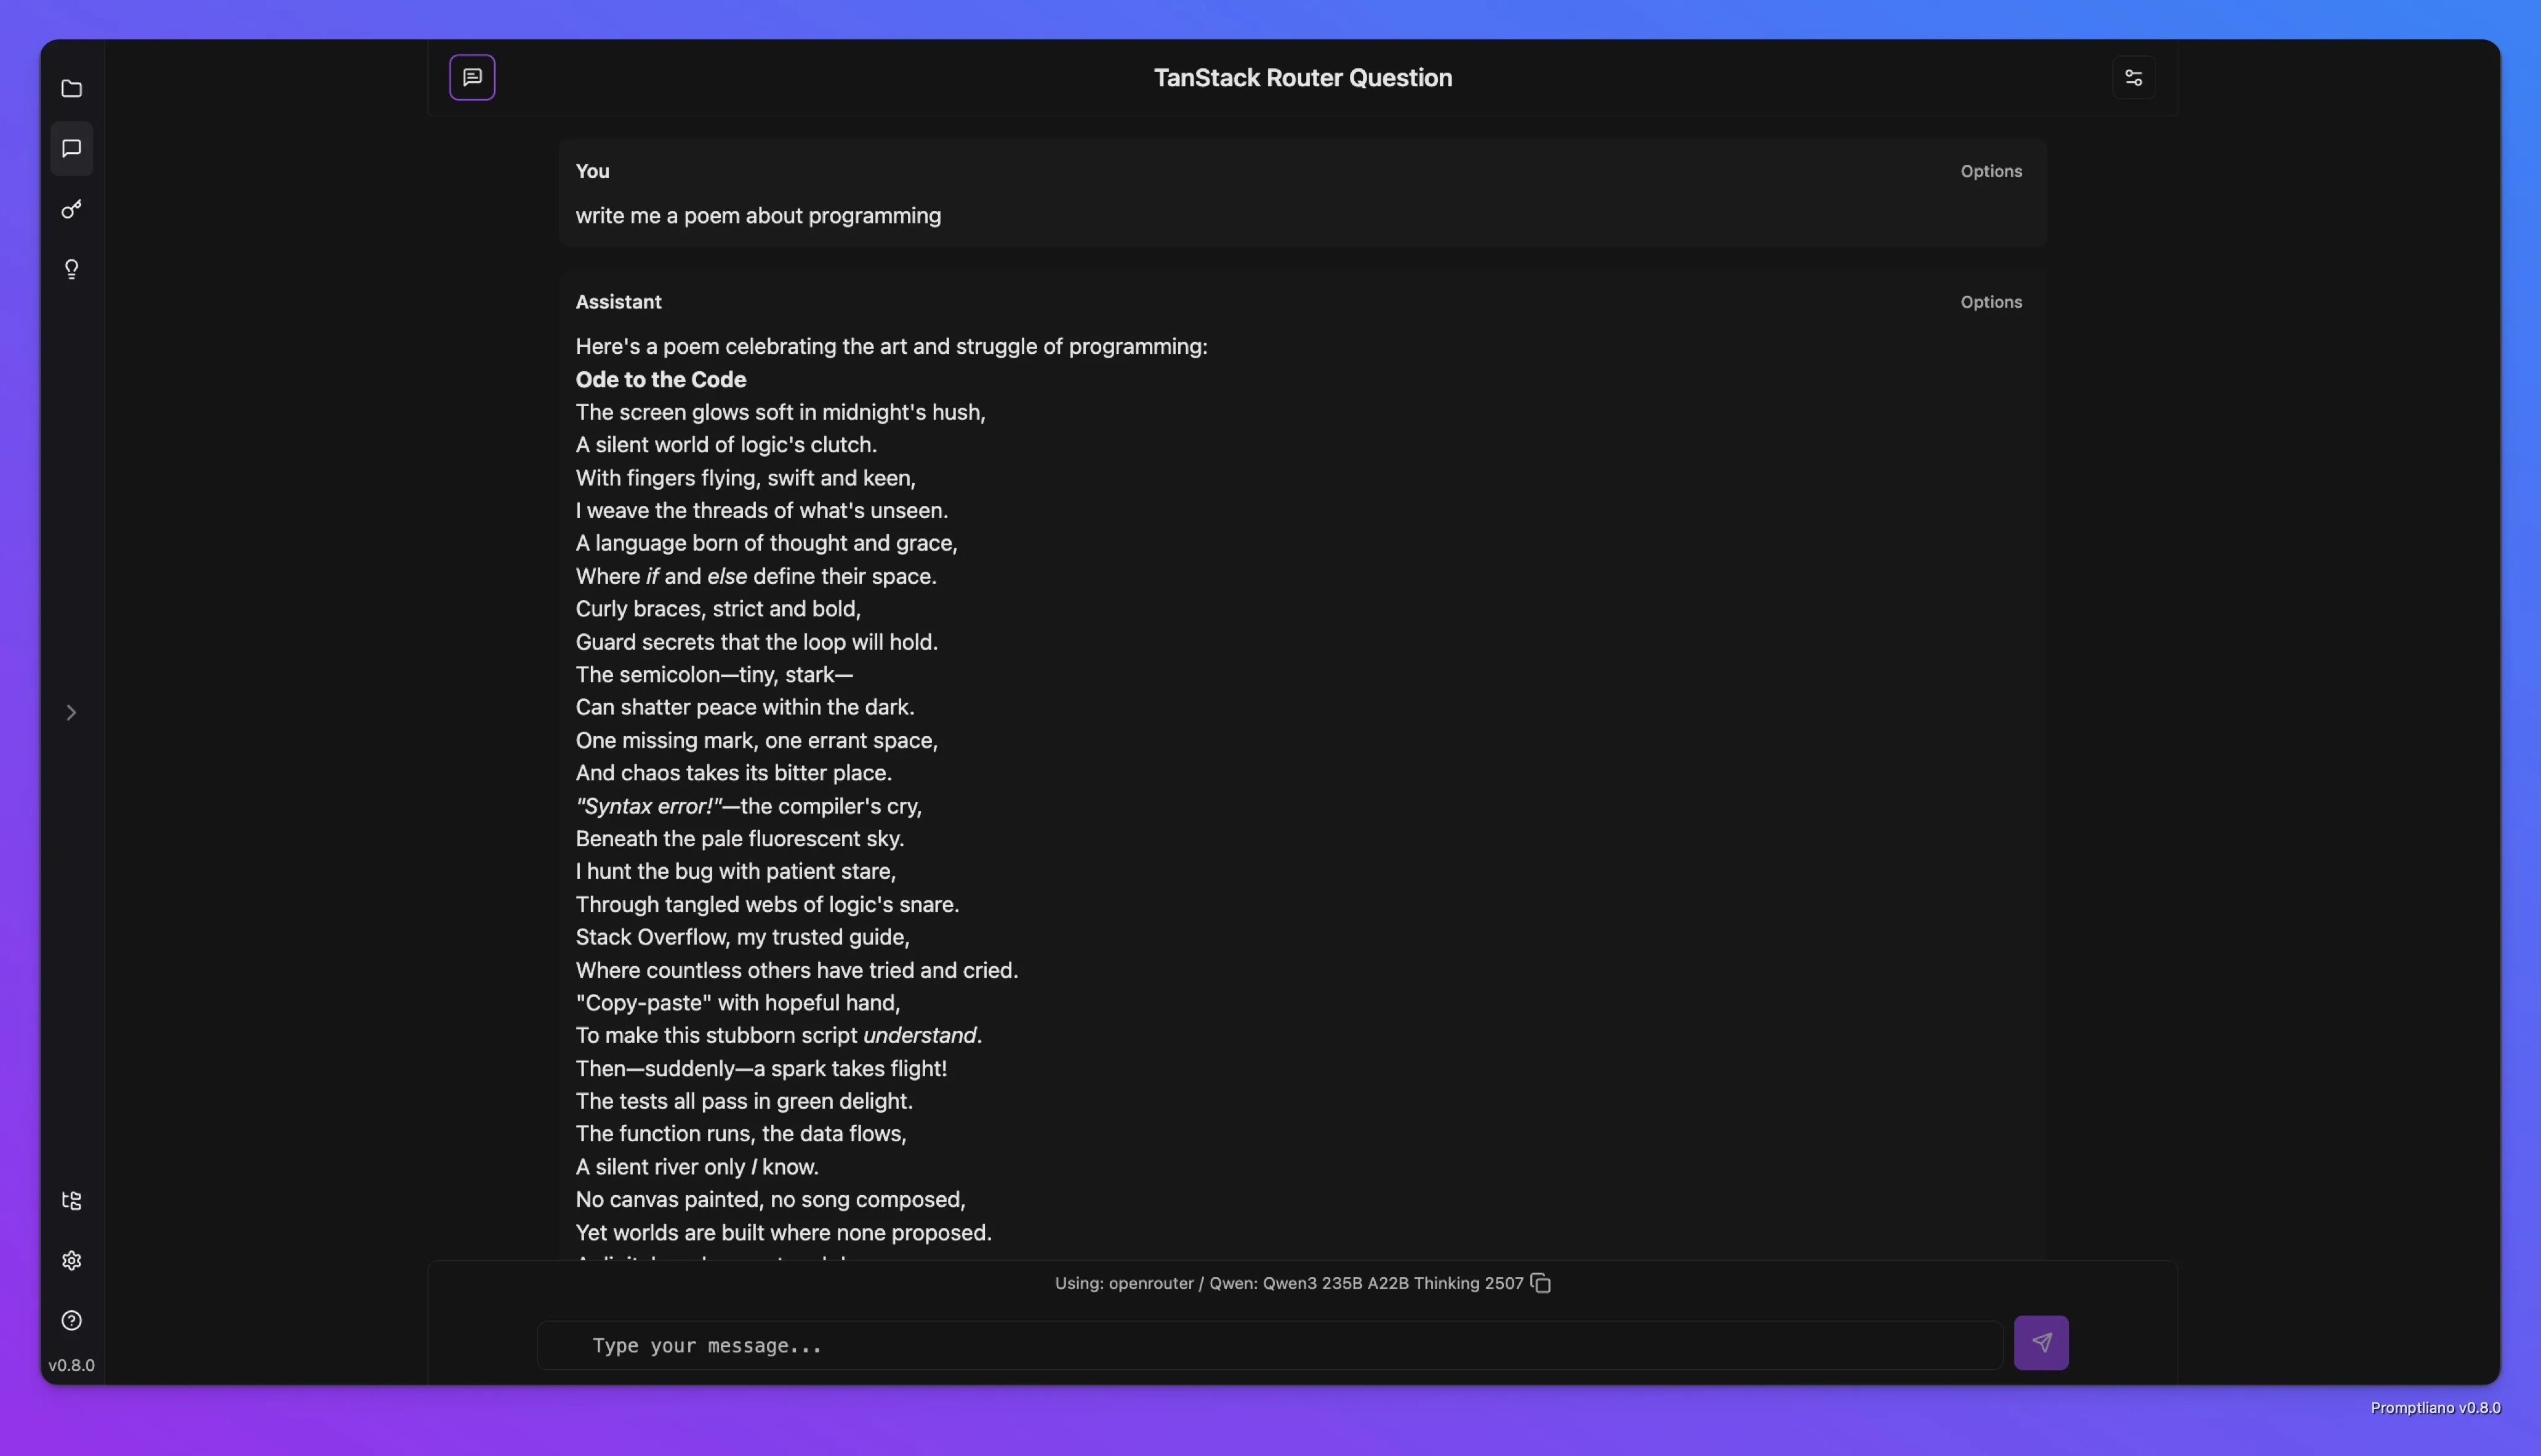 TanStack Router Question
You
Options
write me a poem about programming
Assistant
Options
Here's a poem celebrating the art and struggle of programming:
Ode to the Code
The screen glows soft in midnight's hush,
A silent world of logic's clutch.
With fingers flying, swift and keen,
I weave the threads of what's unseen.
A language born of thought and grace,
Where if and else define their space.
Curly braces, strict and bold,
Guard secrets that the loop will hold.
The semicolon—tiny, stark—
Can shatter peace within the dark.
One missing mark, one errant space,
And chaos takes its bitter place.
"Syntax error!"—the compiler's cry,
Beneath the pale fluorescent sky.
I hunt the bug with patient stare,
Through tangled webs of logic's snare.
Stack Overflow, my trusted guide,
Where countless others have tried and cried.
"Copy-paste" with hopeful hand,
To make this stubborn script understand.
Then—suddenly—a spark takes flight!
The tests all pass in green delight.
The function runs, the data flows,
A silent river only I know.
No canvas painted, no song composed,
Yet worlds are built where none proposed.
Using: openrouter / Qwen: Qwen3 235B A22B Thinking 2507
Type your message...
v0.8.0
Promptliano v0.8.0